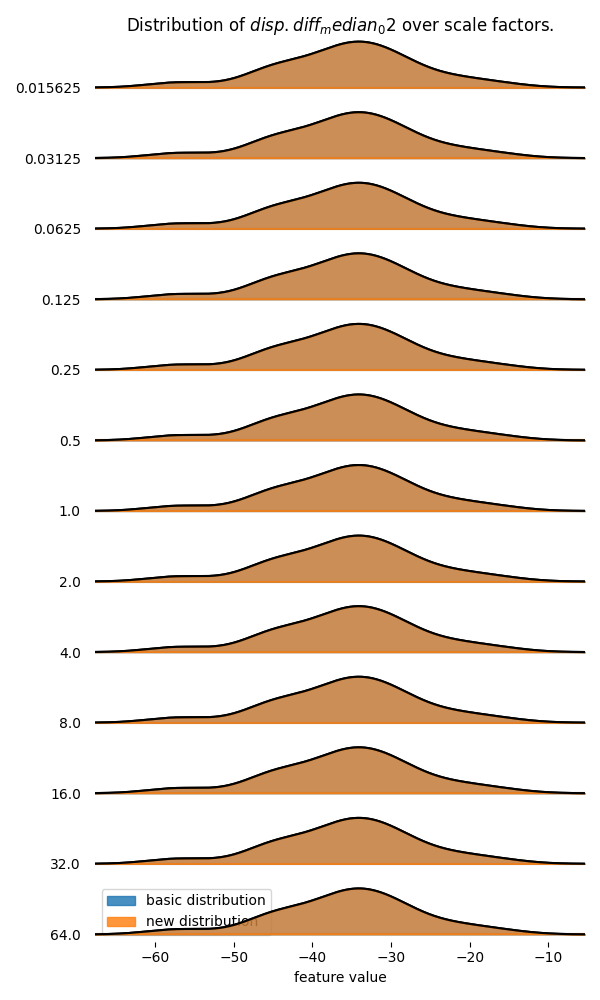 Distribution of disp.diff_median_02 over scale factors.
0.015625
0.03125
0.0625
0.125
0.25
0.5
1.0
2.0
4.0
8.0
16.0
32.0
basic distribution
new distribution
64.0
−60 −50 −40 −30 −20 −10
feature value